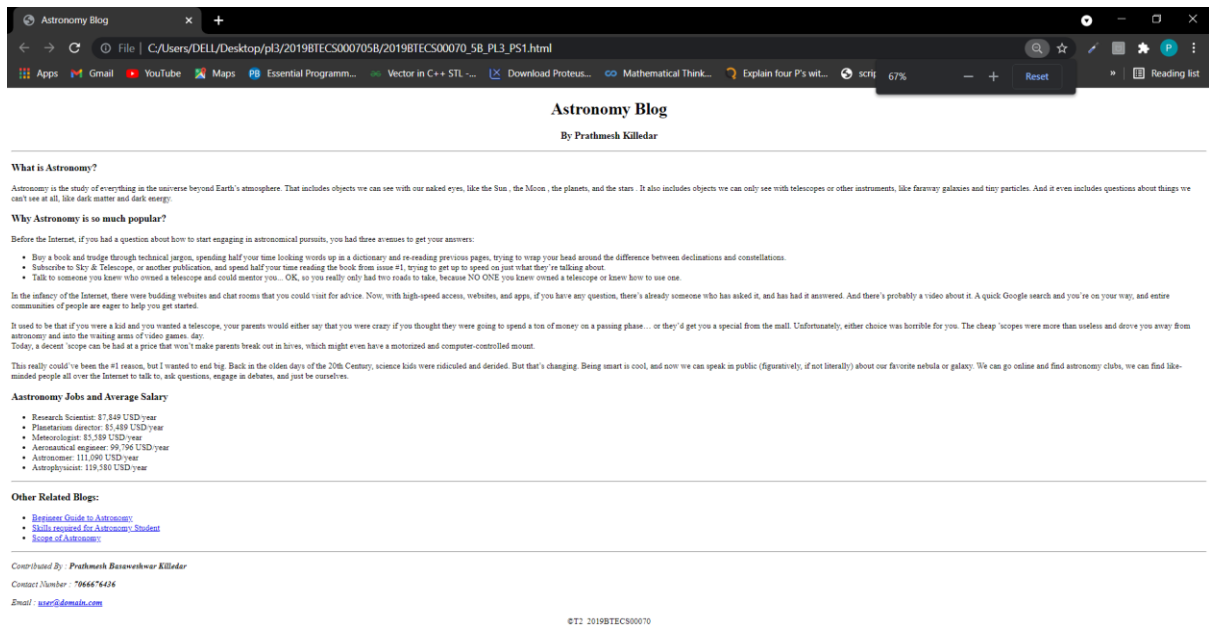 Astronomy Blog
File | C:/Users/DELL/Desktop/pl3/2019BTECS000705B/2019BTECS00070_5B_PL3_PS1.html
Apps Gmail YouTube Maps Essential Programm... Vector in C++ STL -... Download Proteus... Mathematical Think... Explain four P's wit... scrip » Reading list
67% − + Reset
Astronomy Blog
By Prathmesh Killedar
What is Astronomy?
Astronomy is the study of everything in the universe beyond Earth's atmosphere. That includes objects we can see with our naked eyes, like the Sun , the Moon , the planets, and the stars . It also includes objects we can only see with telescopes or other instruments, like faraway galaxies and tiny particles. And it even includes questions about things we
can't see at all, like dark matter and dark energy.
Why Astronomy is so much popular?
Before the Internet, if you had a question about how to start engaging in astronomical pursuits, you had three avenues to get your answers:
• Buy a book and trudge through technical jargon, spending half your time looking words up in a dictionary and re-reading previous pages, trying to wrap your head around the difference between declinations and constellations.
• Subscribe to Sky & Telescope, or another publication, and spend half your time reading the book from issue #1, trying to get up to speed on just what they're talking about.
• Talk to someone you knew who owned a telescope and could mentor you... OK, so you really only had two roads to take, because NO ONE you knew owned a telescope or knew how to use one.
In the infancy of the Internet, there were budding websites and chat rooms that you could visit for advice. Now, with high-speed access, websites, and apps, if you have any question, there's already someone who has asked it, and has had it answered. And there's probably a video about it. A quick Google search and you're on your way, and entire
communities of people are eager to help you get started.
It used to be that if you were a kid and you wanted a telescope, your parents would either say that you were crazy if you thought they were going to spend a ton of money on a passing phase… or they'd get you a special from the mall. Unfortunately, either choice was horrible for you. The cheap 'scopes were more than useless and drove you away from
astronomy and into the waiting arms of video games. day.
Today, a decent 'scope can be had at a price that won't make parents break out in hives, which might even have a motorized and computer-controlled mount.
This really could've been the #1 reason, but I wanted to end big. Back in the olden days of the 20th Century, science kids were ridiculed and derided. But that's changing. Being smart is cool, and now we can speak in public (figuratively, if not literally) about our favorite nebula or galaxy. We can go online and find astronomy clubs, we can find like-
minded people all over the Internet to talk to, ask questions, engage in debates, and just be ourselves.
Aastronomy Jobs and Average Salary
• Research Scientist: 87,849 USD/year
• Planetarium director: 85,489 USD/year
• Meteorologist: 85,589 USD/year
• Aeronautical engineer: 99,796 USD/year
• Astronomer: 111,090 USD/year
• Astrophysicist: 119,580 USD/year
Other Related Blogs:
• Begineer Guide to Astronomy
• Skills required for Astronomy Student
• Scope of Astronomy
Contributed By : Prathmesh Basaweshwar Killedar
Contact Number : 7066676436
Email : user@domain.com
©T2 2019BTECS00070